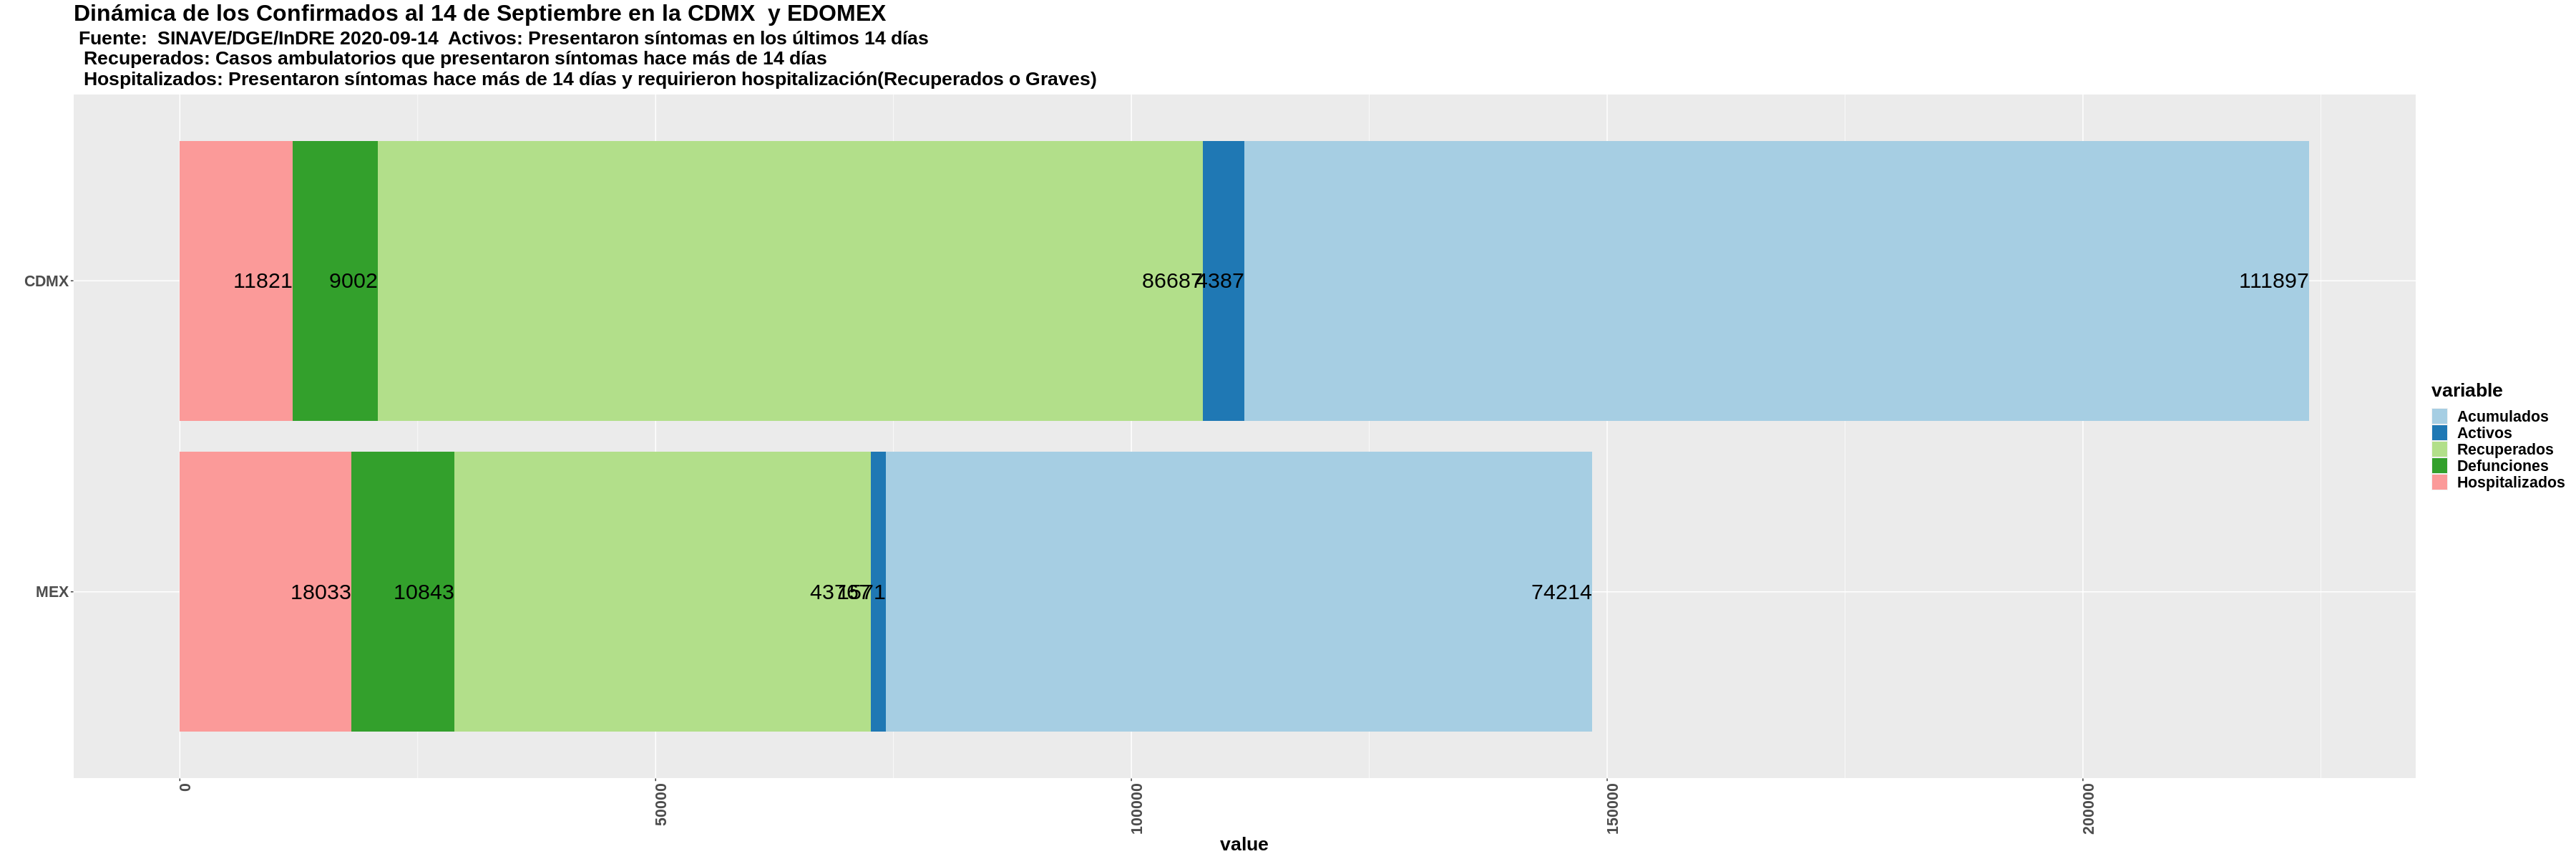 Dinámica de los Confirmados al 14 de Septiembre en la CDMX  y EDOMEX
Fuente:  SINAVE/DGE/InDRE 2020-09-14  Activos: Presentaron síntomas en los últimos 14 días
Recuperados: Casos ambulatorios que presentaron síntomas hace más de 14 días
Hospitalizados: Presentaron síntomas hace más de 14 días y requirieron hospitalización(Recuperados o Graves)
CDMX
11821
9002
86687
4387
111897
MEX
18033
10843
74214
0
50000
100000
150000
200000
value
variable
Acumulados
Activos
Recuperados
Defunciones
Hospitalizados